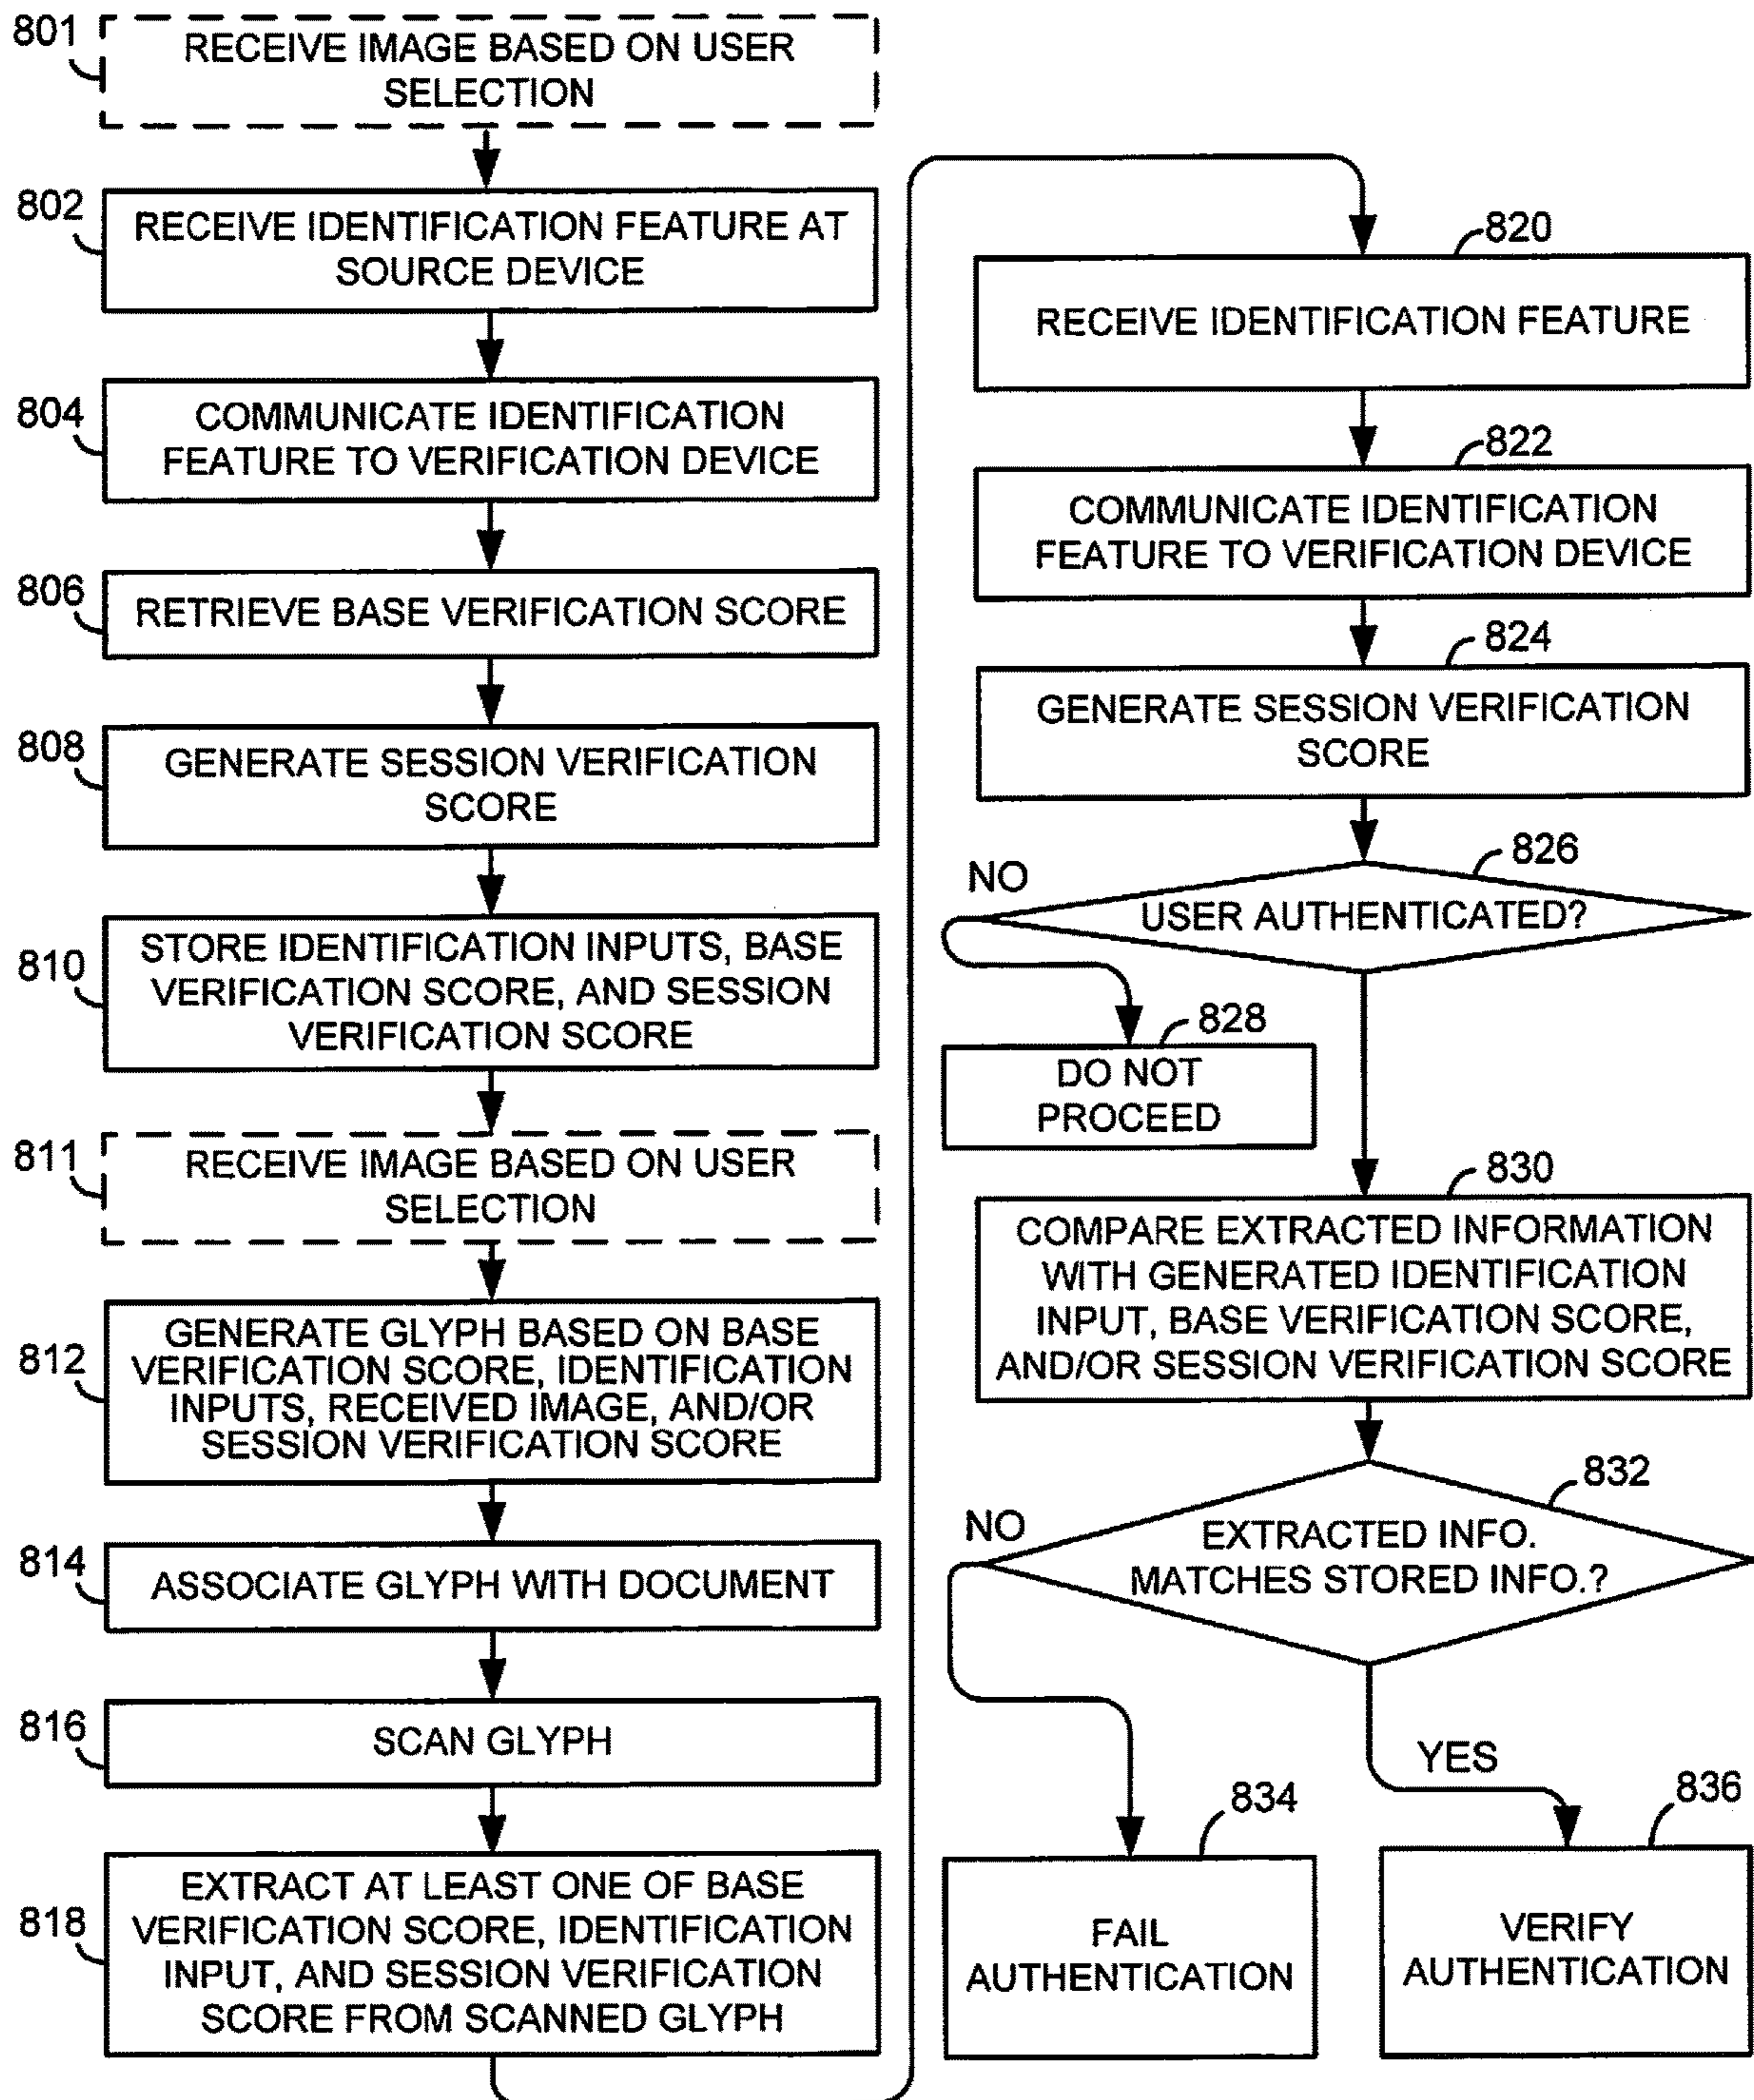 801
RECEIVE IMAGE BASED ON USER
SELECTION
802
RECEIVE IDENTIFICATION FEATURE AT
SOURCE DEVICE
804
COMMUNICATE IDENTIFICATION
FEATURE TO VERIFICATION DEVICE
806
RETRIEVE BASE VERIFICATION SCORE
808
GENERATE SESSION VERIFICATION
SCORE
810
STORE IDENTIFICATION INPUTS, BASE
VERIFICATION SCORE, AND SESSION
VERIFICATION SCORE
811
RECEIVE IMAGE BASED ON USER
SELECTION
812
GENERATE GLYPH BASED ON BASE
VERIFICATION SCORE, IDENTIFICATION
INPUTS, RECEIVED IMAGE, AND/OR
SESSION VERIFICATION SCORE
814
ASSOCIATE GLYPH WITH DOCUMENT
816
SCAN GLYPH
818
EXTRACT AT LEAST ONE OF BASE
VERIFICATION SCORE, IDENTIFICATION
INPUT, AND SESSION VERIFICATION
SCORE FROM SCANNED GLYPH
820
RECEIVE IDENTIFICATION FEATURE
822
COMMUNICATE IDENTIFICATION
FEATURE TO VERIFICATION DEVICE
824
GENERATE SESSION VERIFICATION
SCORE
826
NO
USER AUTHENTICATED?
828
DO NOT
PROCEED
830
COMPARE EXTRACTED INFORMATION
WITH GENERATED IDENTIFICATION
INPUT, BASE VERIFICATION SCORE,
AND/OR SESSION VERIFICATION SCORE
832
NO
EXTRACTED INFO.
MATCHES STORED INFO.?
YES
834
FAIL
AUTHENTICATION
836
VERIFY
AUTHENTICATION